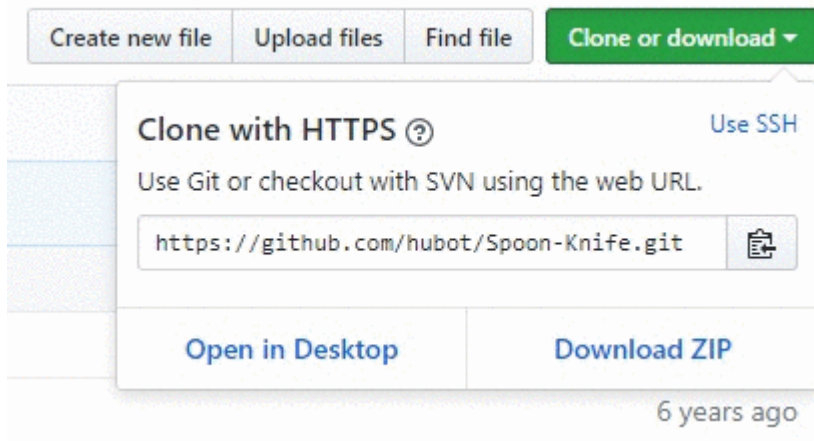 Create new file Upload files Find file Clone or download
Clone with HTTPS Use SSH
Use Git or checkout with SVN using the web URL.
https://github.com/hubot/Spoon-Knife.git
Open in Desktop Download ZIP
6 years ago